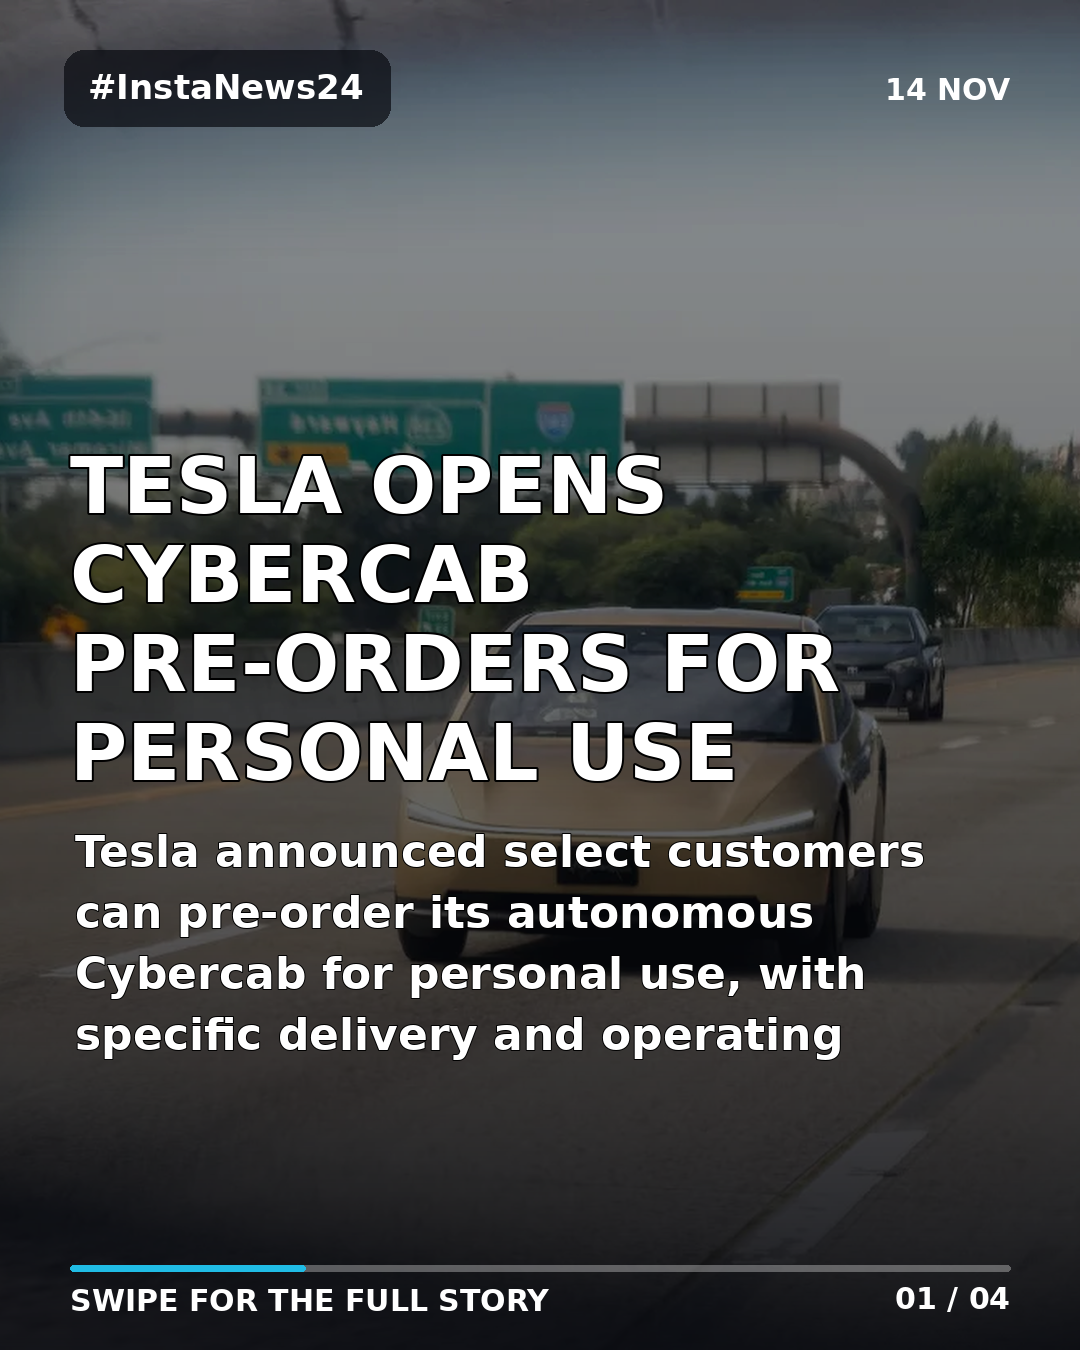 #InstaNews24
14 NOV
TESLA OPENS
CYBERCAB
PRE-ORDERS FOR
PERSONAL USE
Tesla announced select customers
can pre-order its autonomous
Cybercab for personal use, with
specific delivery and operating
SWIPE FOR THE FULL STORY
01 / 04